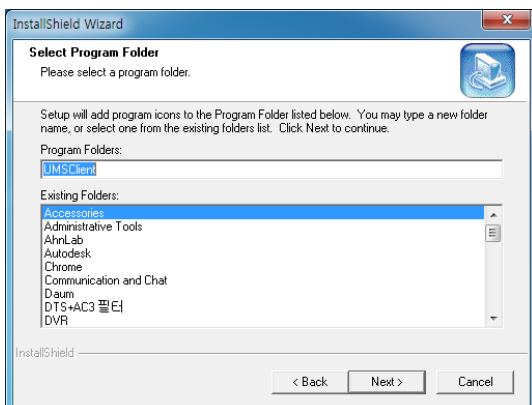 InstallShield Wizard
Select Program Folder
Please select a program folder.
Setup will add program icons to the Program Folder listed below. You may type a new folder
name, or select one from the existing folders list. Click Next to continue.
Program Folders:
UMSClient
Existing Folders:
Accessories
Administrative Tools
AhnLab
Autodesk
Chrome
Communication and Chat
Daum
DTS+AC3 필터
DVR
InstallShield
< Back Next > Cancel